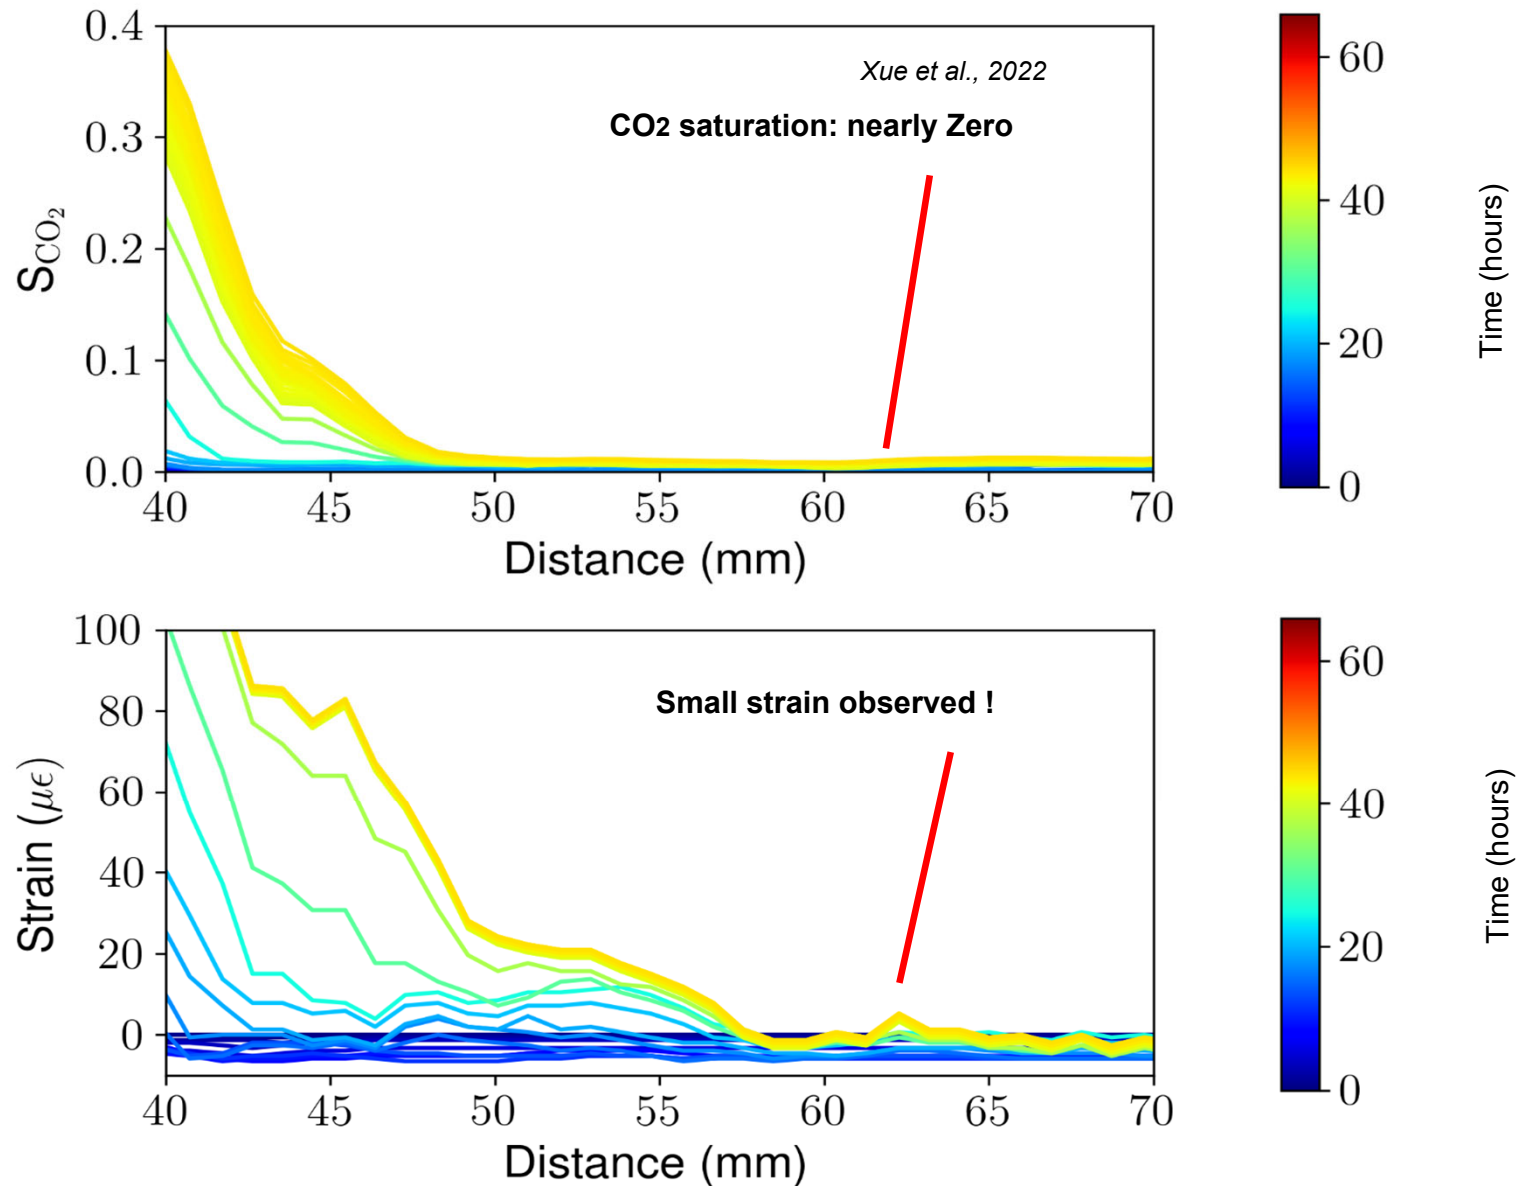 Xue et al., 2022
CO2 saturation: nearly Zero
S_CO2
0.4
0.3
0.2
0.1
0.0
40 45 50 55 60 65 70
Distance (mm)
60
40
20
0
Time (hours)
Small strain observed !
Strain (με)
100
80
60
40
20
0
40 45 50 55 60 65 70
Distance (mm)
60
40
20
0
Time (hours)